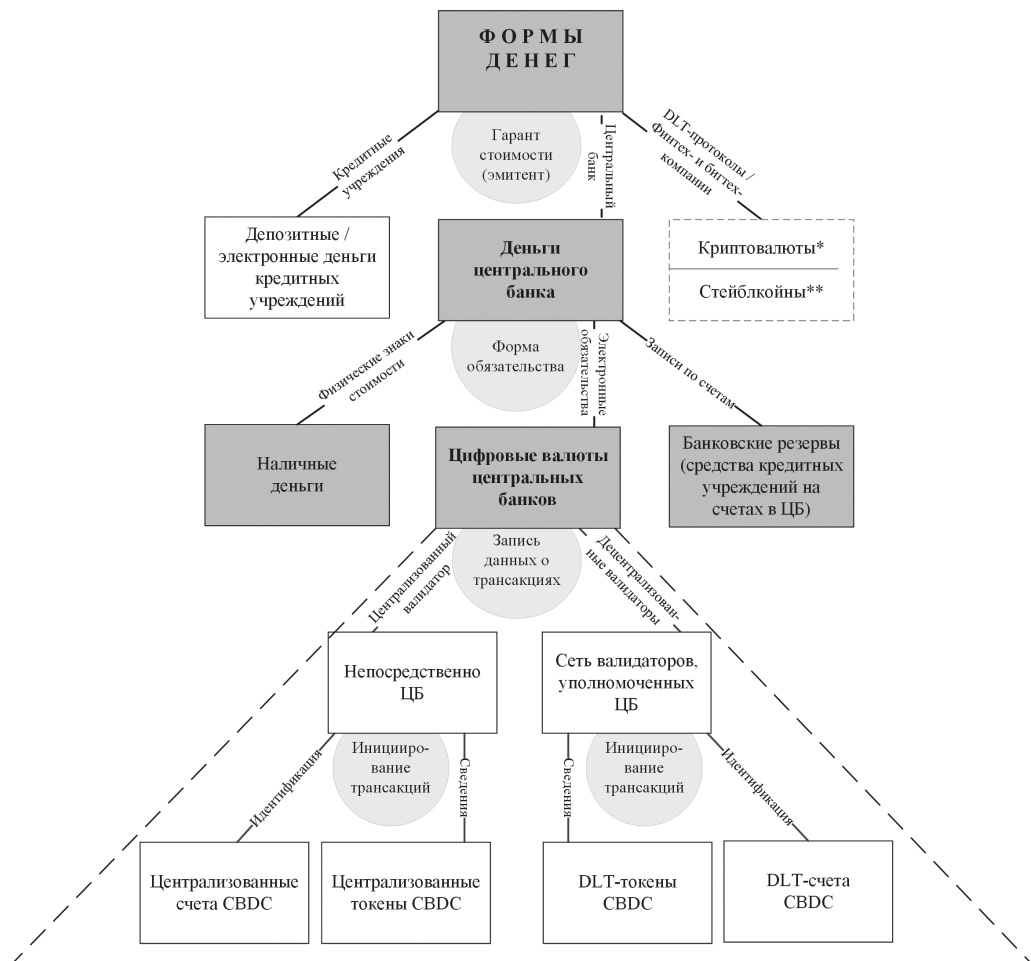 Ф О Р М Ы
Д Е Н Е Г
Гарант
стоимости
(эмитент)
Кредитные
учреждения
Центральный
банк
DLT-протоколы /
Финтех- и бигтех-
компании
Депозитные /
электронные деньги
кредитных
учреждений
Деньги
центрального
банка
Криптовалюты*
Стейблкойны**
Форма
обязательства
Физические знаки
стоимости
Электронные
обязательства
Записи по счетам
Наличные
деньги
Цифровые валюты
центральных
банков
Банковские резервы
(средства кредитных
учреждений на
счетах в ЦБ)
Запись
данных о
трансакциях
Централизованный
валидатор
Децентрализован-
ные валидаторы
Непосредственно
ЦБ
Сеть валидаторов,
уполномоченных
ЦБ
Идентификация
Иницииро-
вание
трансакций
Сведения
Сведения
Иницииро-
вание
трансакций
Идентификация
Централизованные
счета CBDC
Централизованные
токены CBDC
DLT-токены
CBDC
DLT-счета
CBDC